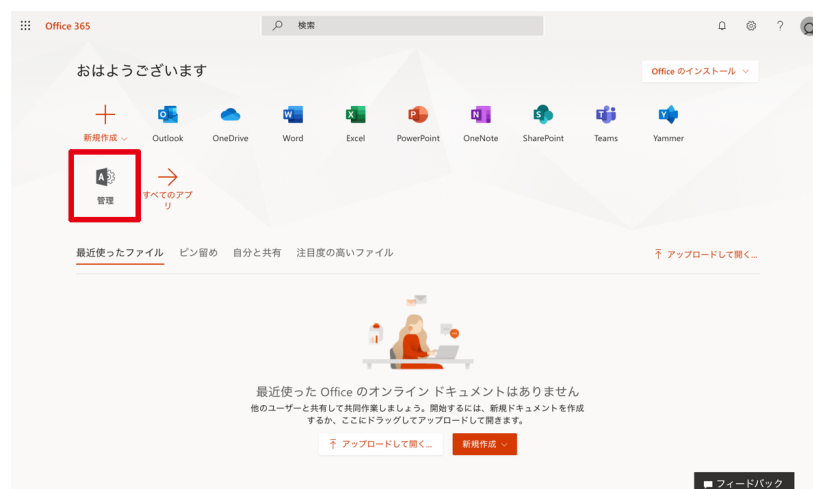 Office 365
検索
?
おはようございます
Office のインストール
新規作成
Outlook
OneDrive
Word
Excel
PowerPoint
OneNote
SharePoint
Teams
Yammer
管理
すべてのアプ
リ
最近使ったファイル ピン留め 自分と共有 注目度の高いファイル
アップロードして開く...
最近使った Office のオンライン ドキュメントはありません
他のユーザーと共有して共同作業しましょう。開始するには、新規ドキュメントを作成
するか、ここにドラッグしてアップロードして開きます。
アップロードして開く...
新規作成
フィードバック